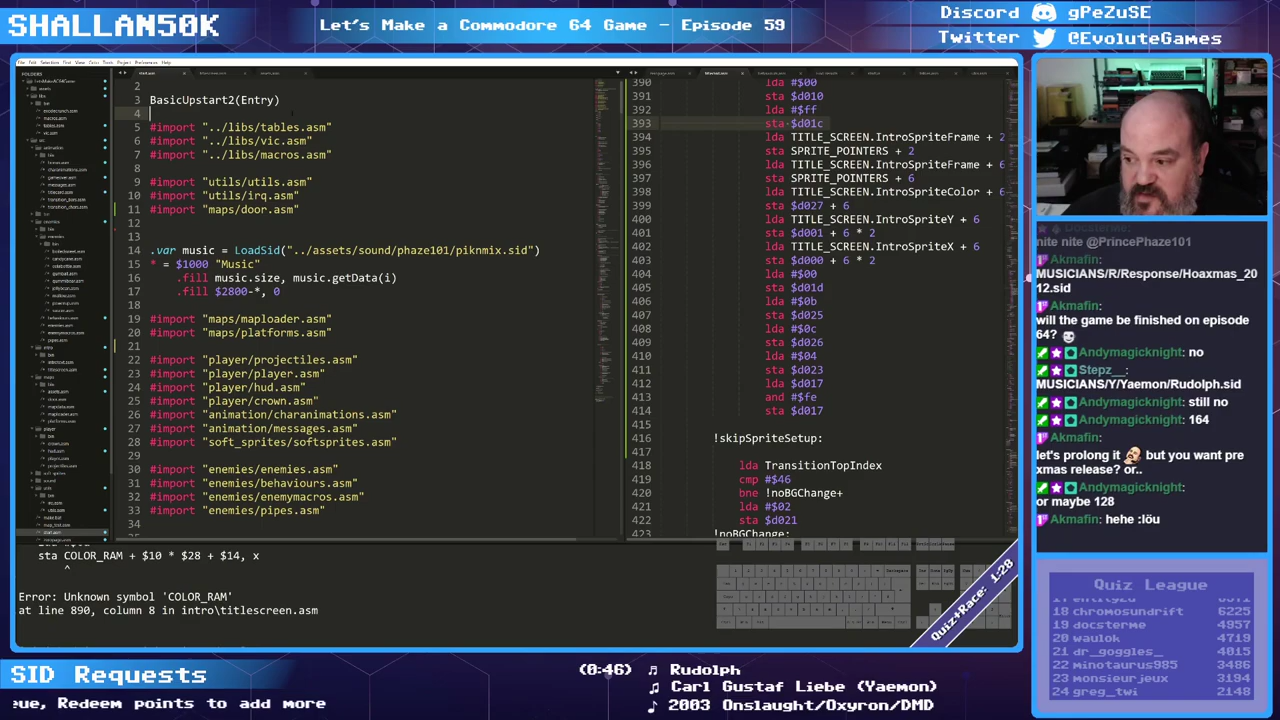 SHALLAN50K
Let's Make a Commodore 64 Game - Episode 59
Discord gPeZuSE
Twitter @EvoluteGames
2
3 BasicUpstart2(Entry)
4
5 #import "../libs/tables.asm"
6 #import "../libs/vic.asm"
7 #import "../libs/macros.asm"
8
9 #import "utils/utils.asm"
10 #import "utils/irq.asm"
11 #import "maps/door.asm"
12
13
14 .var music = LoadSid("../assets/sound/phaze101/piknmix.sid")
15 * = $1000 "Music"
16 .fill music.size, music.getData(i)
17 .fill $2800-*, 0
18
19 #import "maps/maploader.asm"
20 #import "maps/platforms.asm"
21
22 #import "player/projectiles.asm"
23 #import "player/player.asm"
24 #import "player/hud.asm"
25 #import "player/crown.asm"
26 #import "animation/charanimations.asm"
27 #import "animation/messages.asm"
28 #import "soft_sprites/softsprites.asm"
29
30 #import "enemies/enemies.asm"
31 #import "enemies/behaviours.asm"
32 #import "enemies/enemymacros.asm"
33 #import "enemies/pipes.asm"
34
390 lda #$00
391 sta $d010
392 lda #$ff
393 sta $d01c
394 lda TITLE_SCREEN.IntroSpriteFrame + 2
395 sta SPRITE_POINTERS + 2
396 lda TITLE_SCREEN.IntroSpriteFrame + 6
397 sta SPRITE_POINTERS + 6
398 lda TITLE_SCREEN.IntroSpriteColor + 6
399 sta $d027 + 6
400 lda TITLE_SCREEN.IntroSpriteY + 6
401 sta $d001 + 6 * 2
402 lda TITLE_SCREEN.IntroSpriteX + 6
403 sta $d000 + 6 * 2
404 lda #$00
405 sta $d01d
406 lda #$0b
407 sta $d025
408 lda #$0c
409 sta $d026
410 lda #$04
411 sta $d023
412 lda $d017
413 and #$fe
414 sta $d017
415
416 !skipSpriteSetup:
417
418 lda TransitionTopIndex
419 cmp #$46
420 bne !noBGChange+
421 lda #$02
422 sta $d021
423 !noBGChange:
sta COLOR_RAM + $10 * $28 + $14, x
^
Error: Unknown symbol 'COLOR_RAM'
at line 890, column 8 in intro\titlescreen.asm
Quiz+Race: 1:28
nite nite @PrincePhaze101
Akmafin:
MUSICIANS/R/Response/Hoaxmas_20
12.sid
Akmafin:
will the game be finished on episode
64?
Andymagicknight: no
Stepz__:
MUSICIANS/Y/Yaemon/Rudolph.sid
Andymagicknight: still no
Andymagicknight: 164
Akmafin:
let's prolong it but you want pre
xmas release? or..
Andymagicknight:
or maybe 128
Akmafin: hehe :löu
Quiz League
18 chromosundrift 6225
19 docsterme 4957
20 waulok 4719
21 dr_goggles_ 4015
22 minotaurus985 3486
23 monsieurjeux 3194
24 greg_twi 2148
SID Requests
eue, Redeem points to add more
(0:46) ♬ Rudolph
♫ Carl Gustaf Liebe (Yaemon)
♪ 2003 Onslaught/Oxyron/DMD